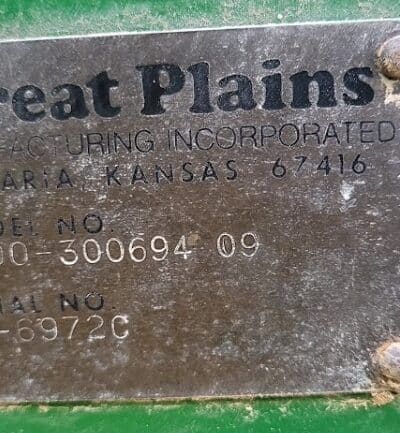 reat Plains
FACTURING INCORPORATED
ARIA, KANSAS 67416
DEL NO.
00-300694 09
IAL NO.
-6972C